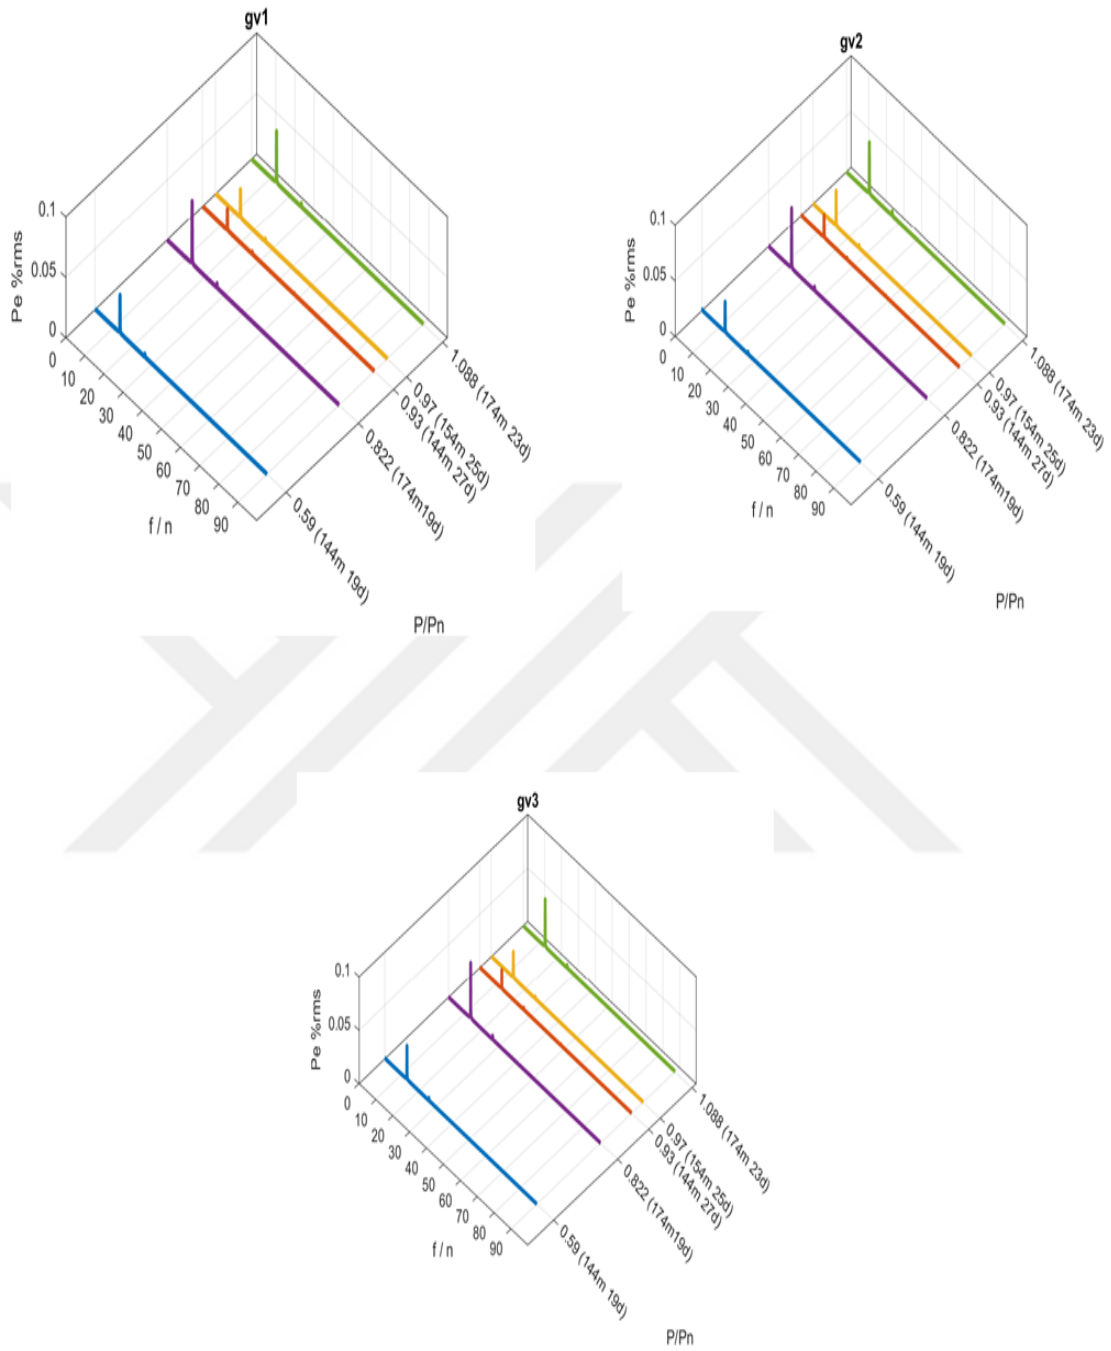 gv1
Pe %rms
0.1
0.05
0
0
10
20
30
40
50
60
70
80
90
f / n
1.088 (174m 23d)
0.97 (154m 25d)
0.93 (144m 27d)
0.822 (174m19d)
0.59 (144m 19d)
P/Pn
gv2
Pe %rms
0.1
0.05
0
0
10
20
30
40
50
60
70
80
90
f / n
1.088 (174m 23d)
0.97 (154m 25d)
0.93 (144m 27d)
0.822 (174m19d)
0.59 (144m 19d)
P/Pn
gv3
Pe %rms
0.1
0.05
0
0
10
20
30
40
50
60
70
80
90
f / n
1.088 (174m 23d)
0.97 (154m 25d)
0.93 (144m 27d)
0.822 (174m19d)
0.59 (144m 19d)
P/Pn